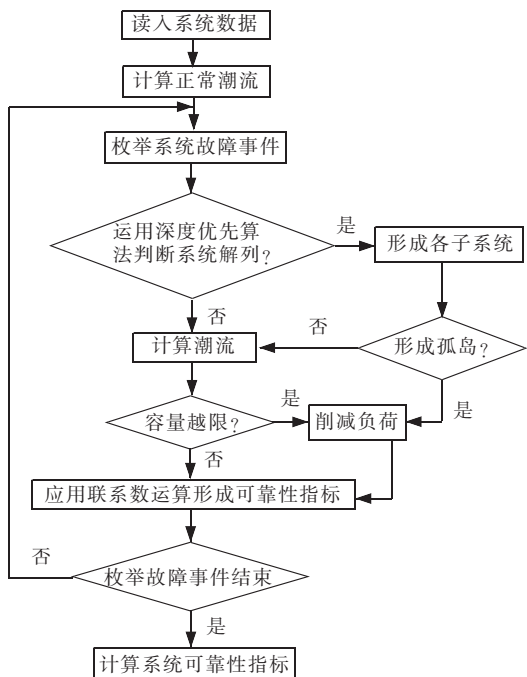 读入系统数据
计算正常潮流
枚举系统故障事件
运用深度优先算
法判断系统解列?
是
形成各子系统
否
计算潮流
否
形成孤岛?
容量越限?
是
削减负荷
是
否
应用联系数运算形成可靠性指标
否
枚举故障事件结束
是
计算系统可靠性指标